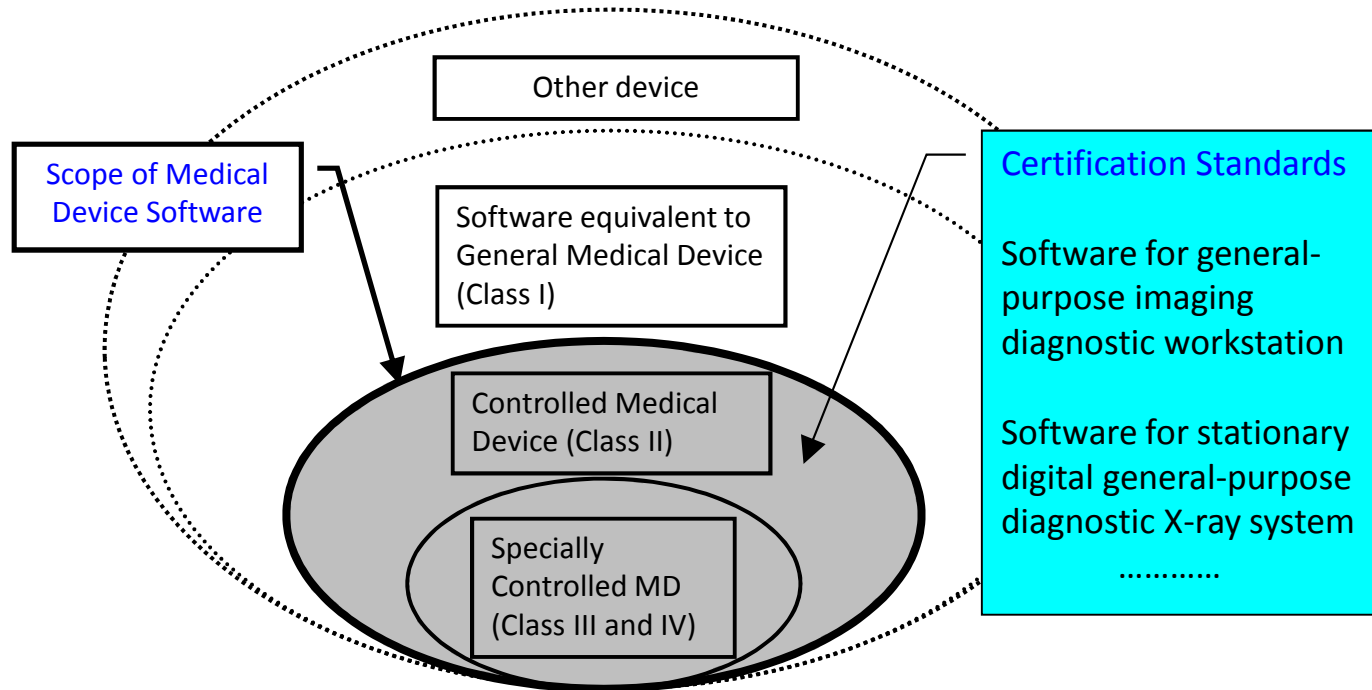 Other device
Scope of Medical
Device Software
Software equivalent to
General Medical Device
(Class I)
Controlled Medical
Device (Class II)
Specially
Controlled MD
(Class III and IV)
Certification Standards
Software for general-
purpose imaging
diagnostic workstation
Software for stationary
digital general-purpose
diagnostic X-ray system
…………